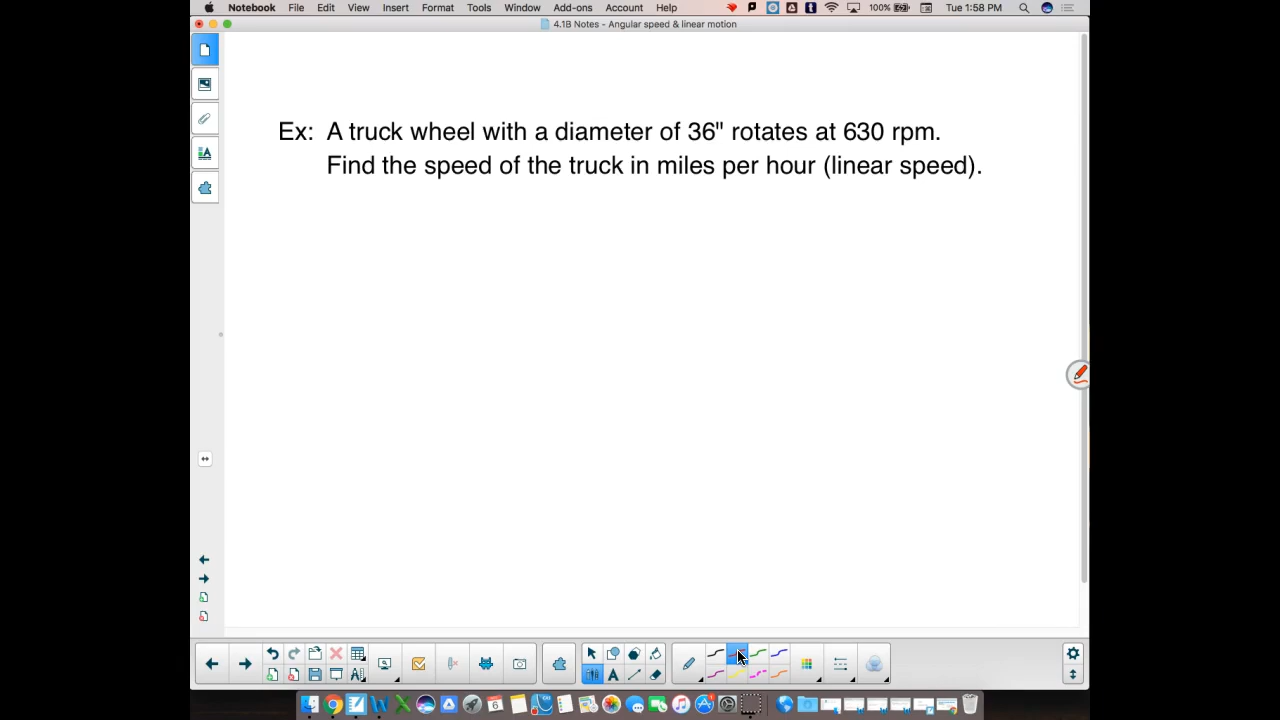 Notebook File Edit View Insert Format Tools Window Add-ons Account Help 100% Tue 1:58 PM
4.1B Notes - Angular speed & linear motion
Ex: A truck wheel with a diameter of 36" rotates at 630 rpm.
Find the speed of the truck in miles per hour (linear speed).